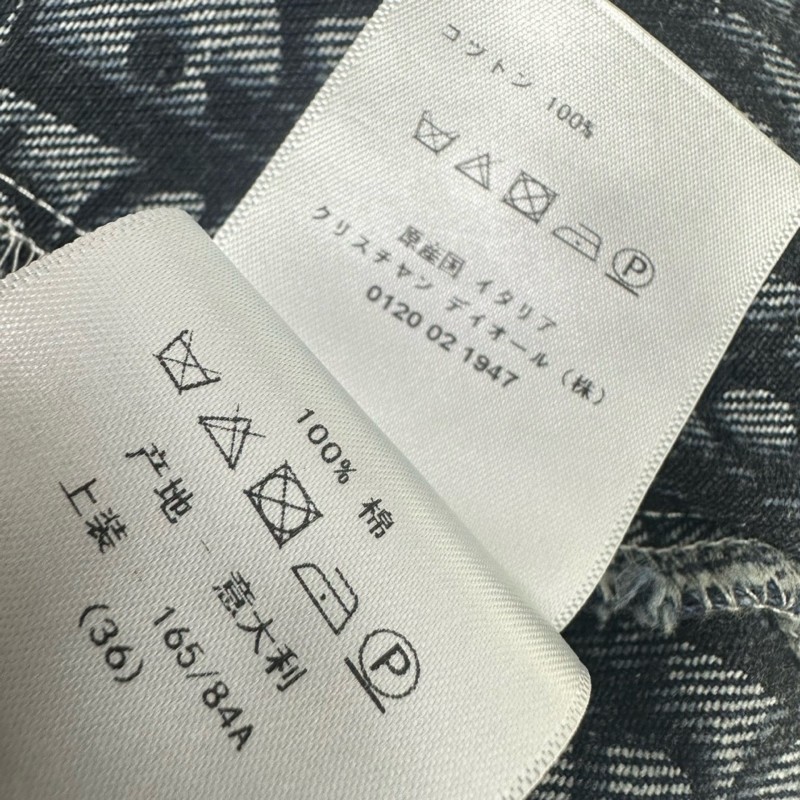 コットン 100%
P
原産国 イタリア
クリスチャン ディオール (株)
0120 02 1947
100% 棉
P
产地 意大利
上装 165/84A
(36)